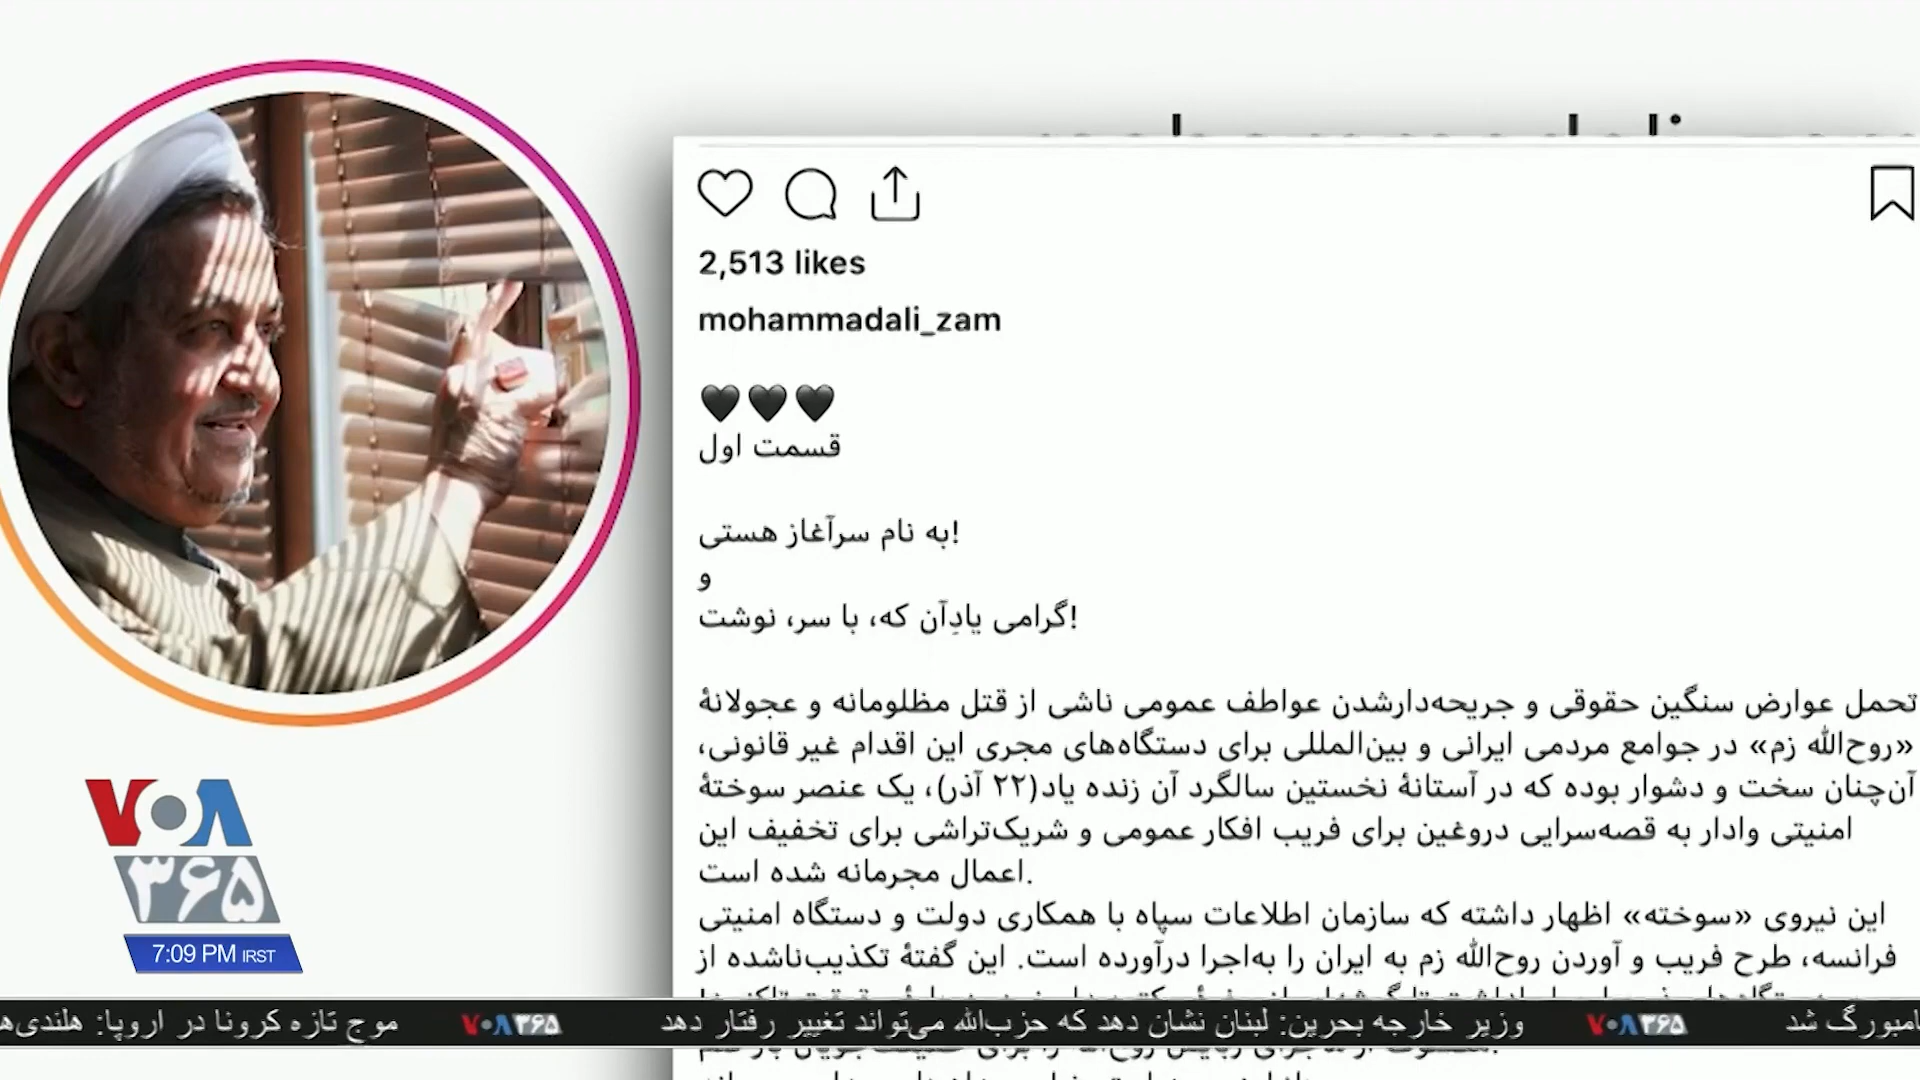 2,513 likes
mohammadali_zam
🖤🖤🖤
قسمت اول
به نام سرآغاز هستی!
و
گرامی یادِآن که، با سر، نوشت!
تحمل عوارض سنگین حقوقی و جریحه‌دارشدن عواطف عمومی ناشی از قتل مظلومانه و عجولانهٔ
«روح‌الله زم» در جوامع مردمی ایرانی و بین‌المللی برای دستگاه‌های مجری این اقدام غیر قانونی،
آن‌چنان سخت و دشوار بوده که در آستانهٔ نخستین سالگرد آن زنده یاد(۲۲ آذر)، یک عنصر سوختهٔ
امنیتی وادار به قصه‌سرایی دروغین برای فریب افکار عمومی و شریک‌تراشی برای تخفیف این
اعمال مجرمانه شده است.
این نیروی «سوخته» اظهار داشته که سازمان اطلاعات سپاه با همکاری دولت و دستگاه امنیتی
فرانسه، طرح فریب و آوردن روح‌الله زم به ایران را به‌اجرا درآورده است. این گفتهٔ تکذیب‌ناشده از
VOA
۳۶۵
7:09 PM IRST
امبورگ شد VOA۳۶۵ وزیر خارجه بحرین: لبنان نشان دهد که حزب‌الله می‌تواند تغییر رفتار دهد VOA۳۶۵ موج تازه کرونا در اروپا: هلندی‌ه